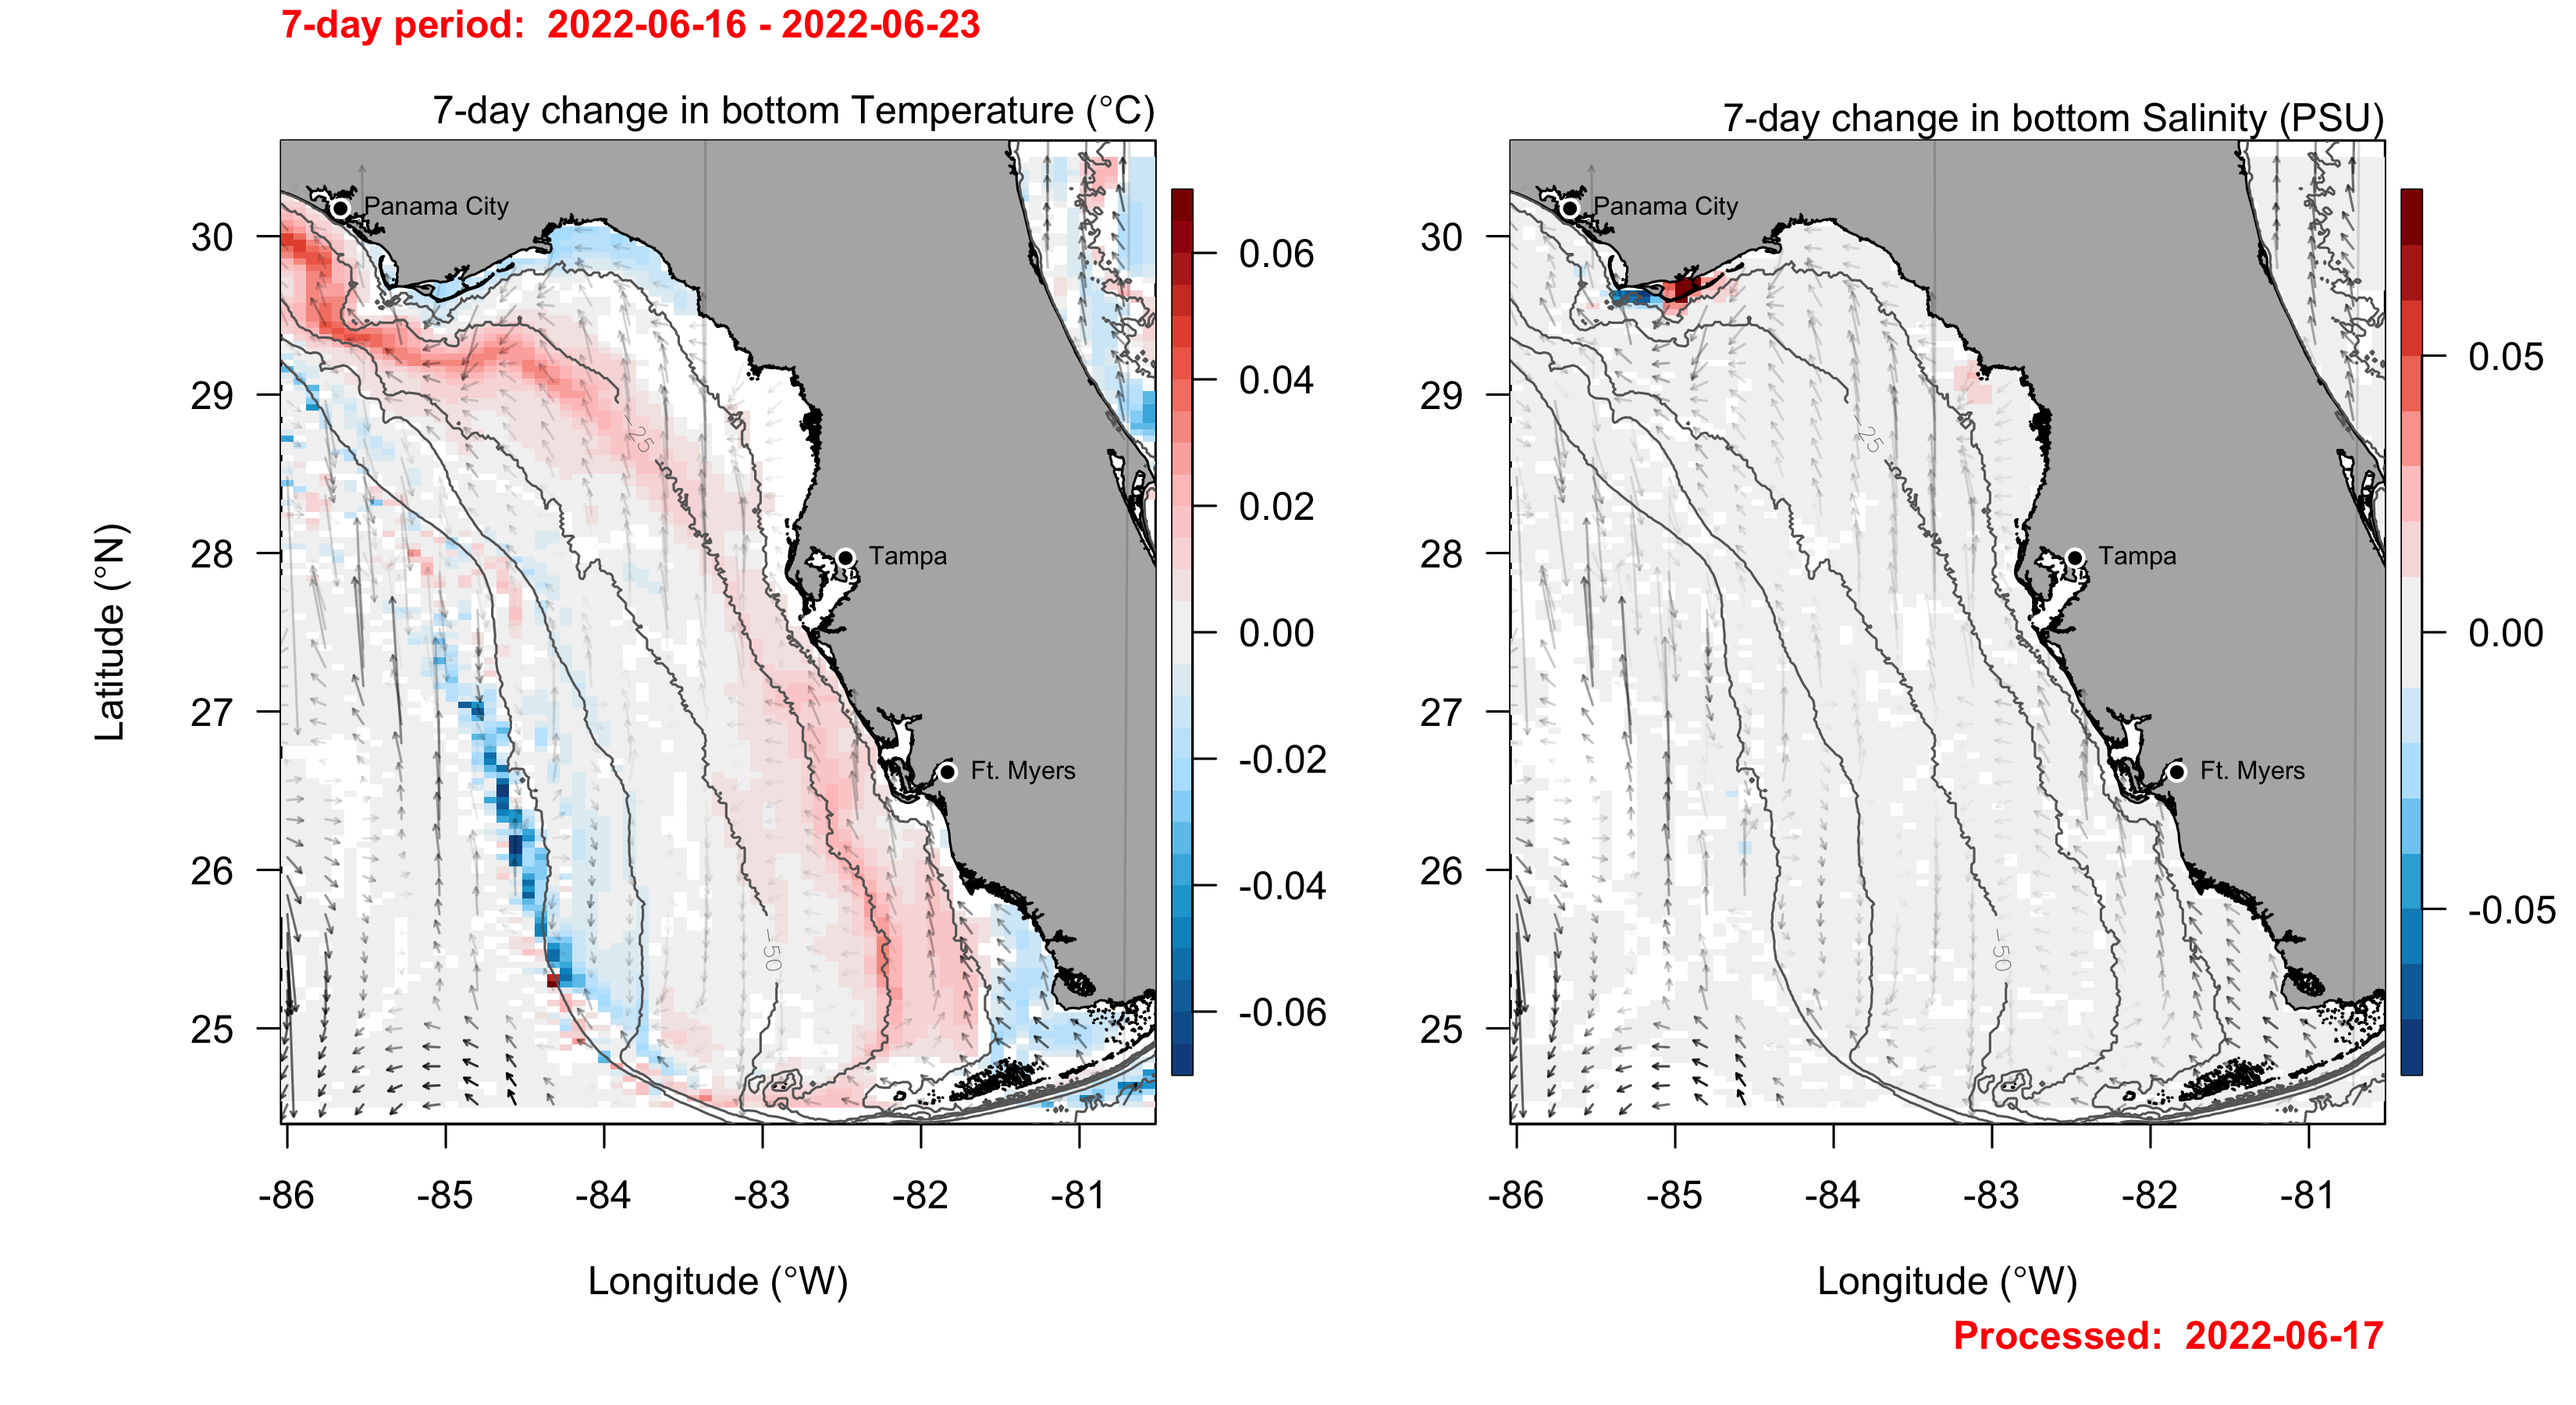 7-day period:  2022-06-16 - 2022-06-23
7-day change in bottom Temperature (°C)
Panama City
Tampa
Ft. Myers
-25
-50
30
29
28
27
26
25
Latitude (°N)
-86
-85
-84
-83
-82
-81
Longitude (°W)
0.06
0.04
0.02
0.00
-0.02
-0.04
-0.06
7-day change in bottom Salinity (PSU)
Panama City
Tampa
Ft. Myers
-25
-50
30
29
28
27
26
25
-86
-85
-84
-83
-82
-81
Longitude (°W)
0.05
0.00
-0.05
Processed:  2022-06-17